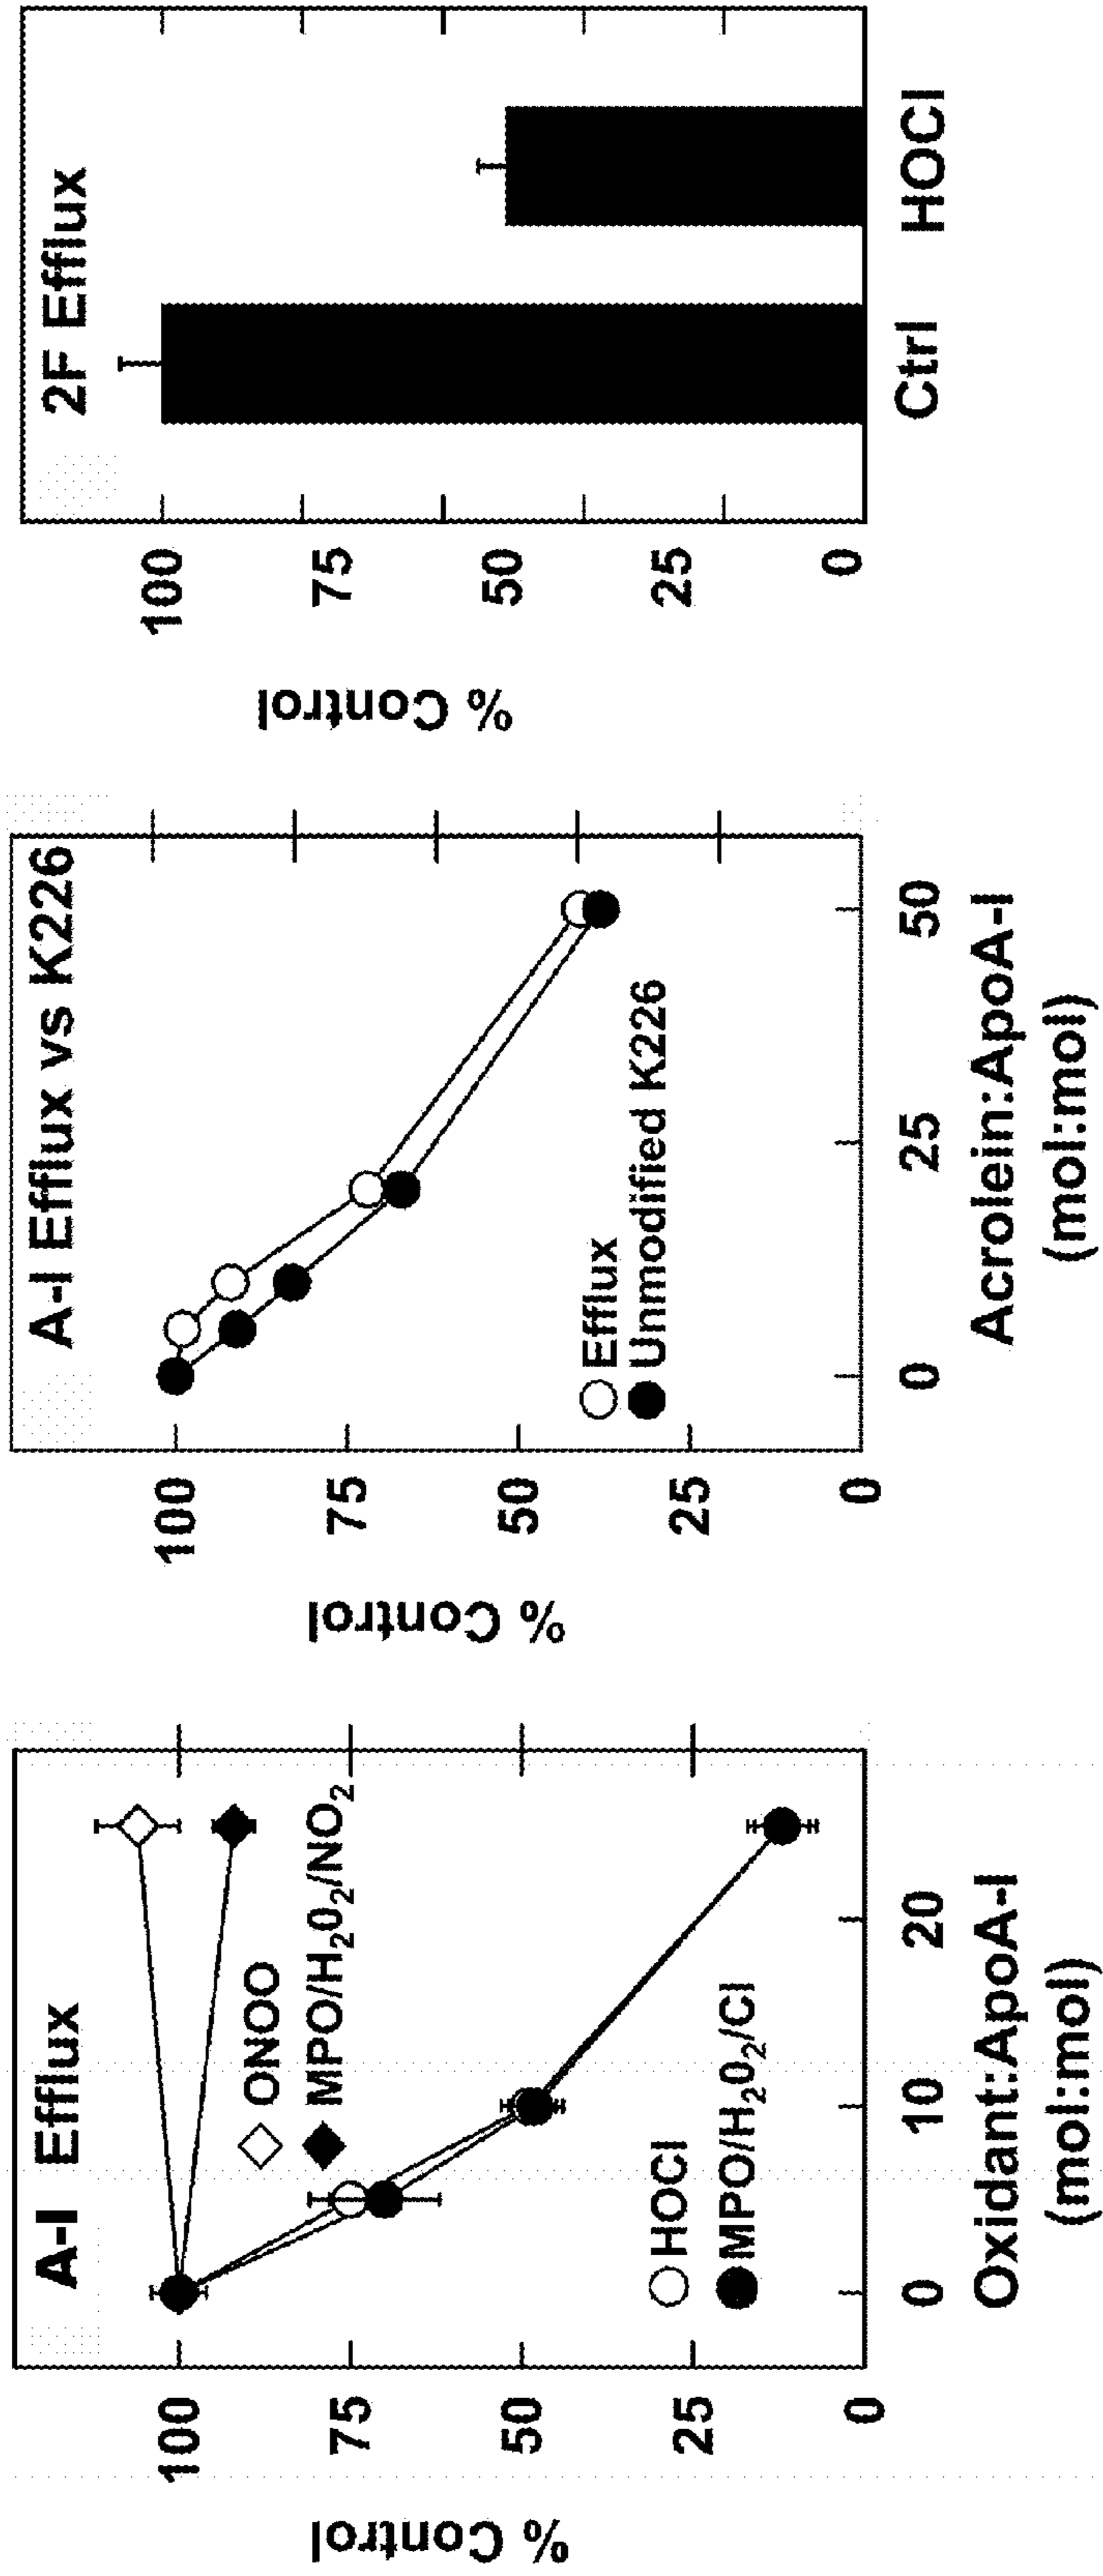 A-I Efflux
% Control
100
75
50
25
0
ONOO
MPO/H₂0₂/NO₂
HOCl
MPO/H₂0₂/Cl
0
10
20
Oxidant:ApoA-I
(mol:mol)
A-I Efflux vs K226
% Control
100
75
50
25
0
Efflux
Unmodified K226
0
25
50
Acrolein:ApoA-I
(mol:mol)
2F Efflux
% Control
100
75
50
25
0
Ctrl
HOCl